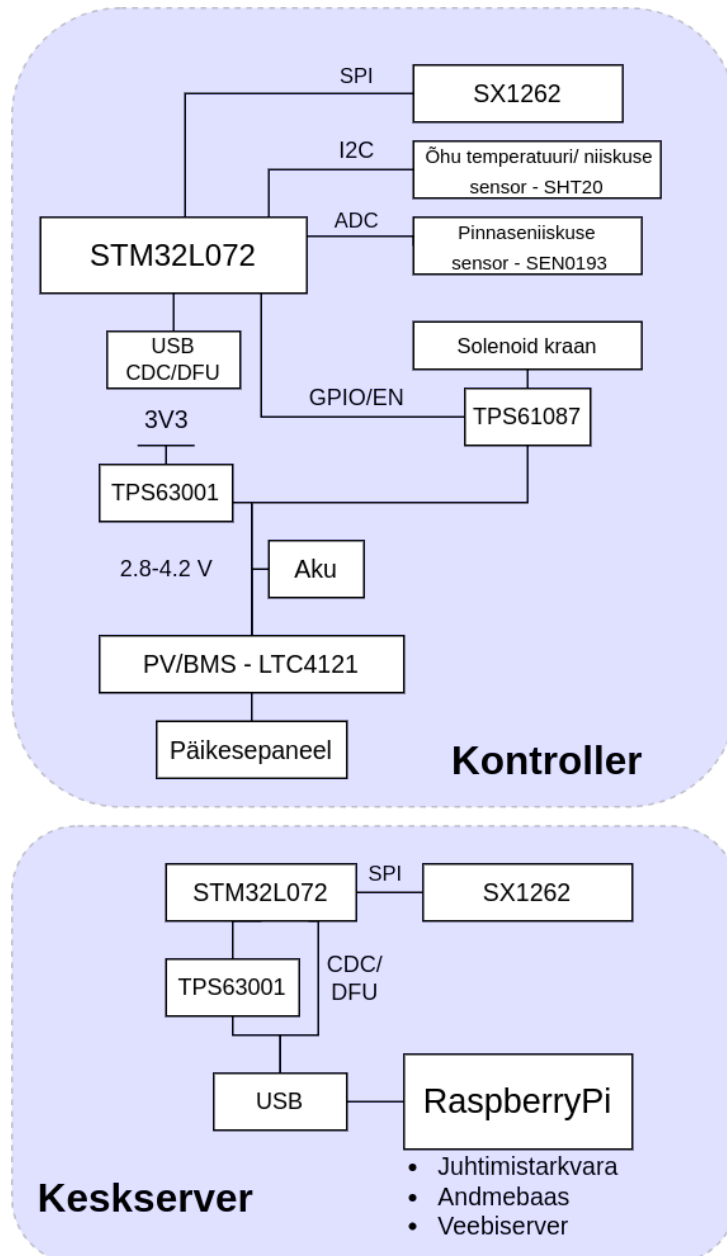 SPI
SX1262
I2C
Õhu temperatuuri/ niiskuse
sensor - SHT20
STM32L072
ADC
Pinnaseniiskuse
sensor - SEN0193
USB
CDC/DFU
Solenoid kraan
GPIO/EN
TPS61087
3V3
TPS63001
2.8-4.2 V
Aku
PV/BMS - LTC4121
Päikesepaneel
Kontroller
STM32L072
SPI
SX1262
TPS63001
CDC/
DFU
USB
RaspberryPi
• Juhtimistarkvara
• Andmebaas
• Veebiserver
Keskserver